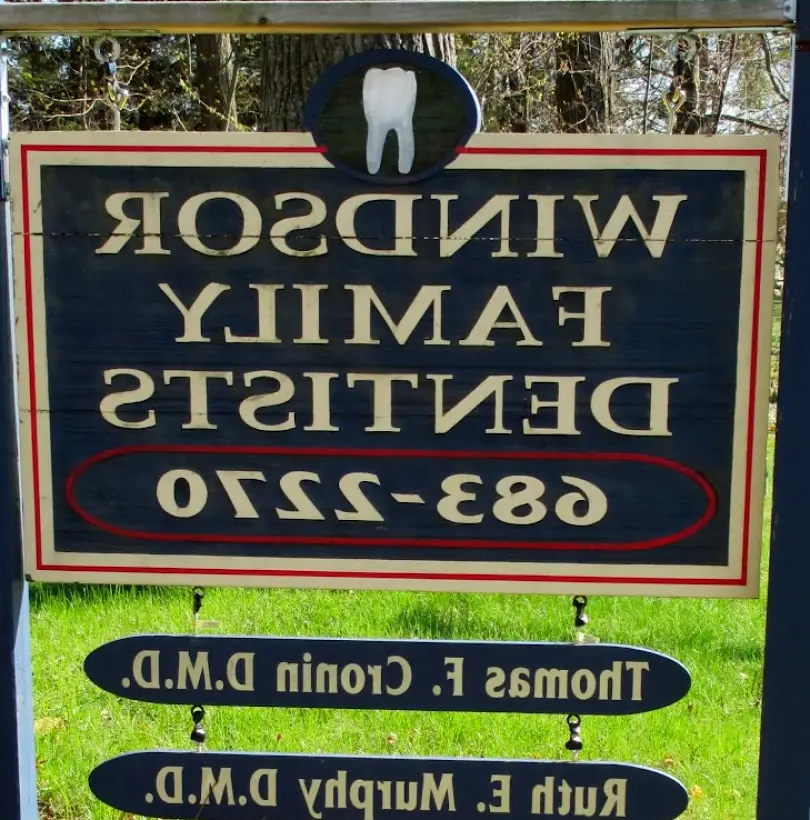 WINDSOR
FAMILY
DENTISTS
683-2270
Thomas F. Cronin D.M.D.
Ruth E. Murphy D.M.D.